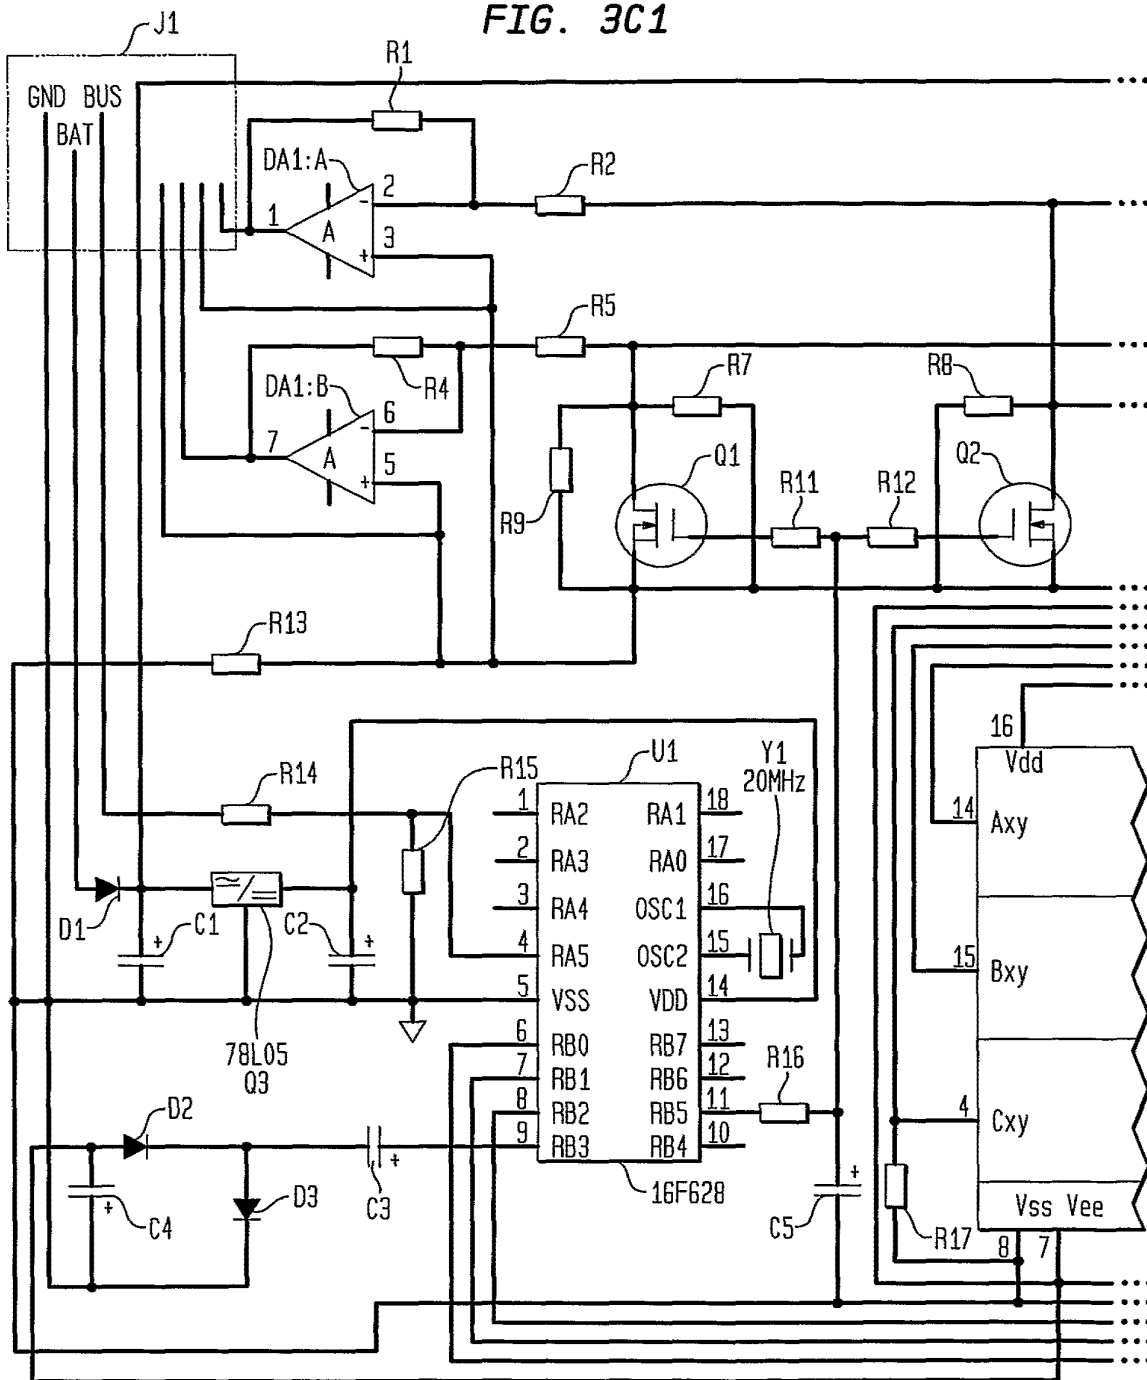 FIG. 3C1
J1
R1
GND BUS
BAT
DA1:A
2
R2
1
A
-
3
+
R5
R4
DA1:B
6
R7
R8
7
A
-
5
+
Q1
Q2
R9
R11
R12
R13
16
U1
Y1
20MHz
R14
R15
Vdd
1
RA2
RA1
18
14
Axy
2
RA3
RA0
17
3
RA4
OSC1
16
D1
+
C1
C2
+
4
RA5
OSC2
15
15
Bxy
5
VSS
VDD
14
6
RB0
RB7
13
78L05
Q3
7
RB1
RB6
12
R16
8
RB2
RB5
11
4
Cxy
D2
9
RB3
RB4
10
+
C3
16F628
D3
+
C4
+
C5
R17
Vss Vee
8
7